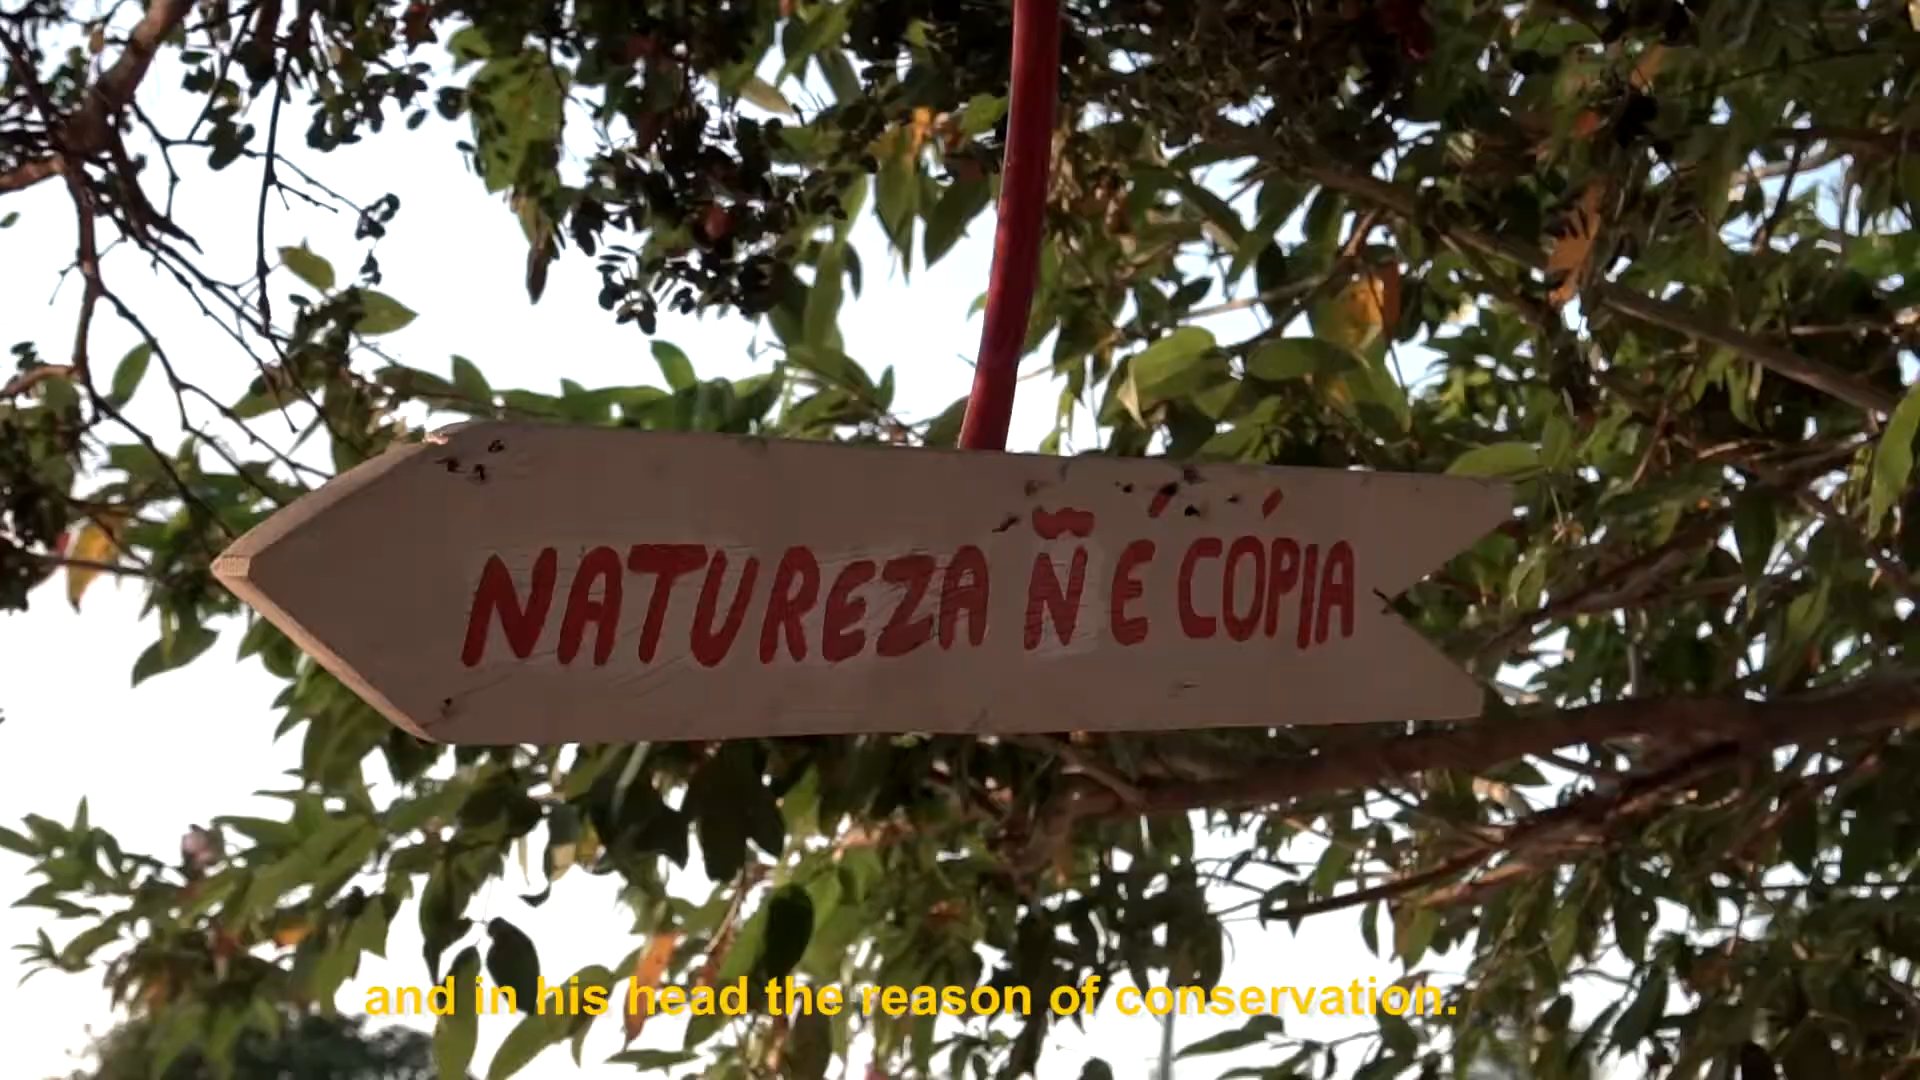 NATUREZA Ñ É CÓPIA
and in his head the reason of conservation.